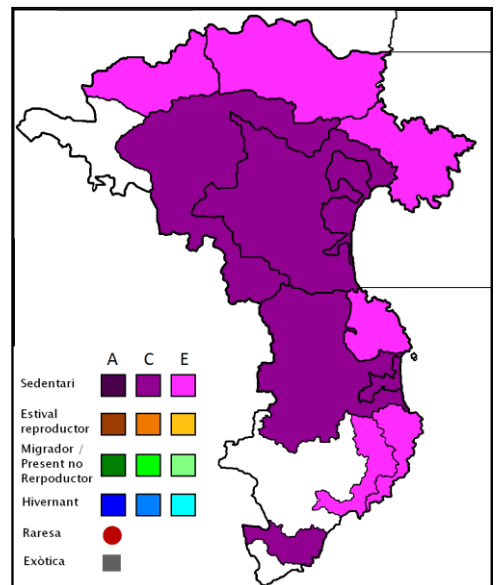 A C E
Sedentari
Estival
reproductor
Migrador /
Present no
Rerpoductor
Hivernant
Raresa
Exòtica